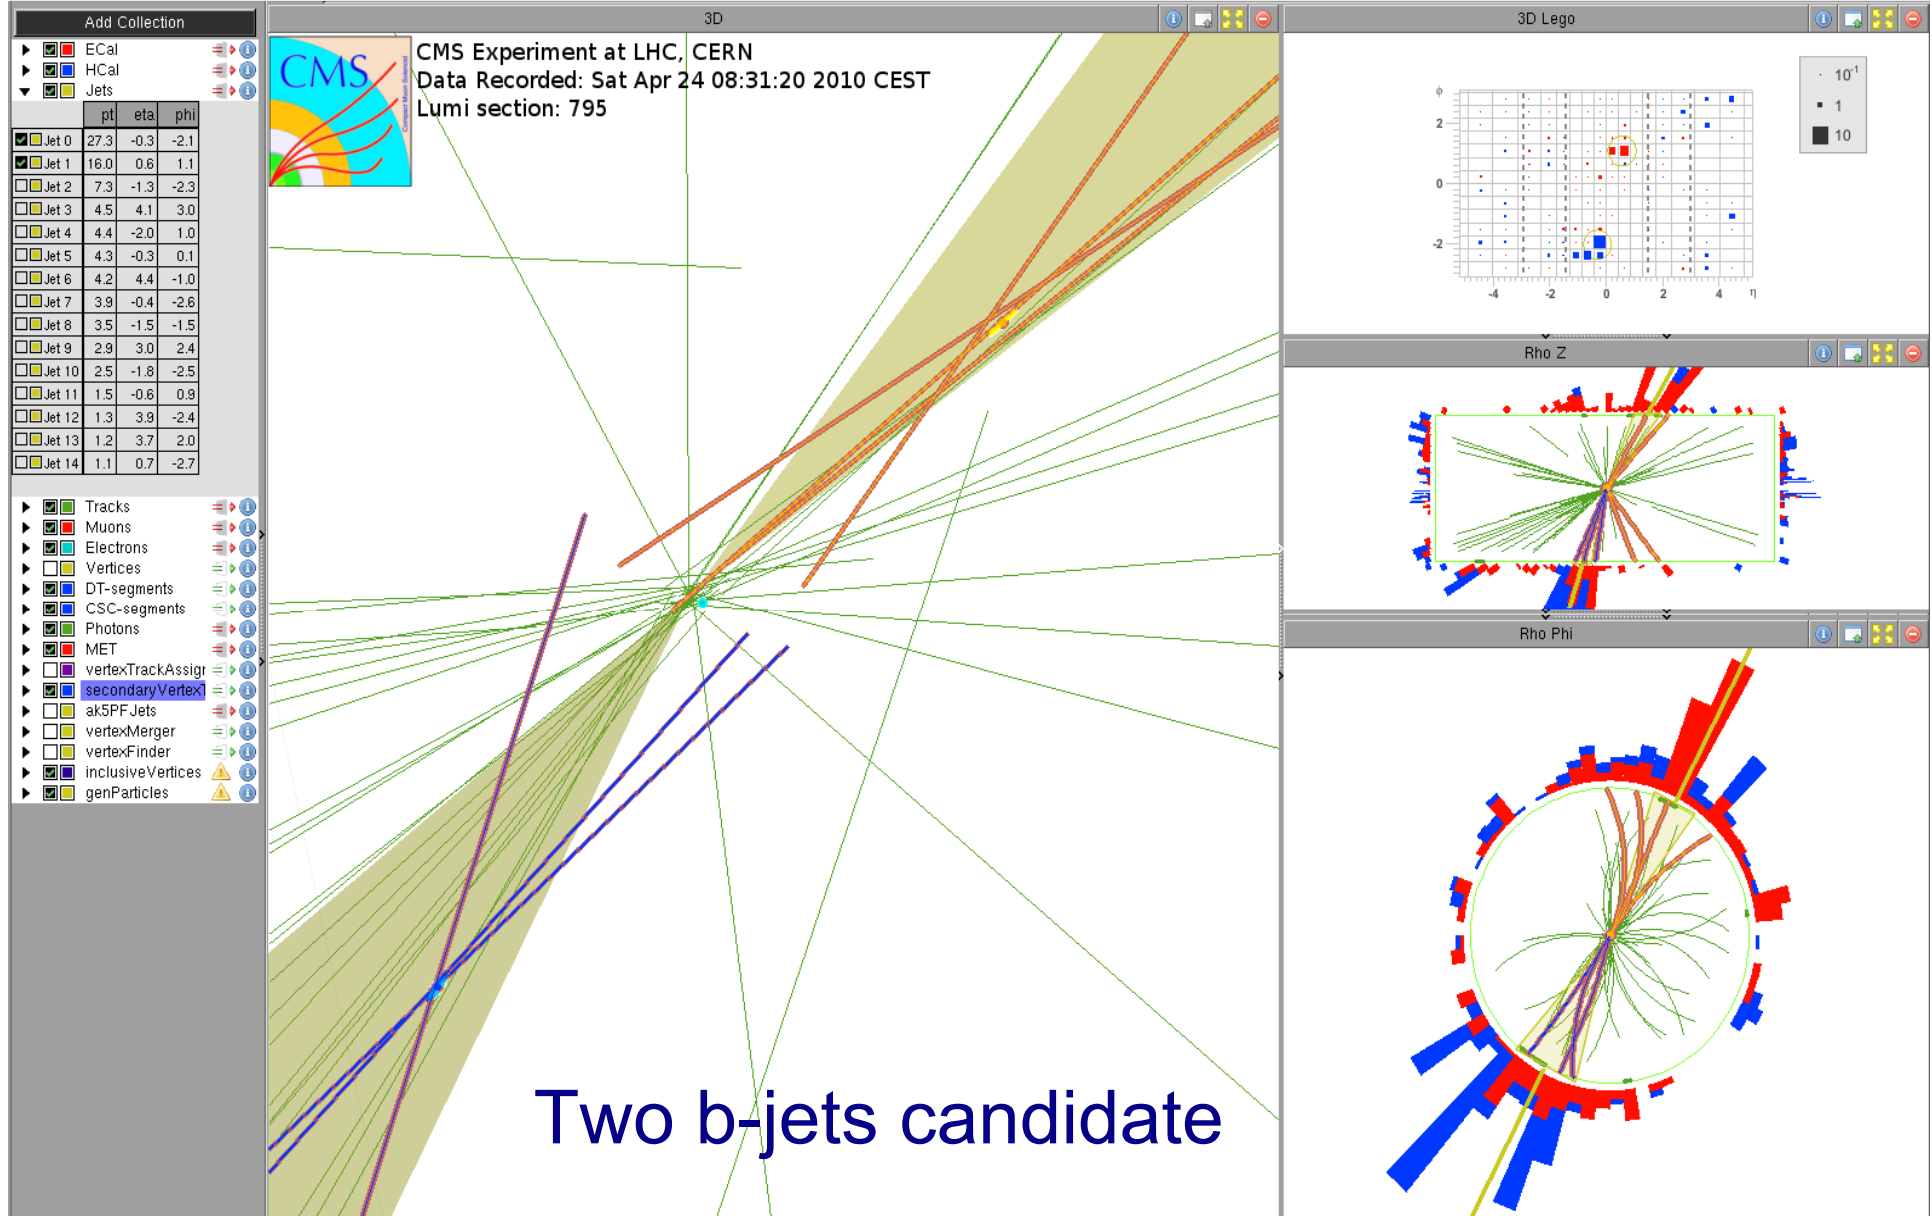 Add Collection
ECal
HCal
Jets
pt eta phi
Jet 0 27.3 -0.3 -2.1
Jet 1 16.0 0.6 1.1
Jet 2 7.3 -1.3 -2.3
Jet 3 4.5 4.1 3.0
Jet 4 4.4 -2.0 1.0
Jet 5 4.3 -0.3 0.1
Jet 6 4.2 4.4 -1.0
Jet 7 3.9 -0.4 -2.6
Jet 8 3.5 -1.5 -1.5
Jet 9 2.9 3.0 2.4
Jet 10 2.5 -1.8 -2.5
Jet 11 1.5 -0.6 0.9
Jet 12 1.3 3.9 -2.4
Jet 13 1.2 3.7 2.0
Jet 14 1.1 0.7 -2.7
Tracks
Muons
Electrons
Vertices
DT-segments
CSC-segments
Photons
MET
vertexTrackAssigr
secondaryVertexT
ak5PFJets
vertexMerger
vertexFinder
inclusiveVertices
genParticles
3D
CMS
Compact Muon Solenoid
CMS Experiment at LHC, CERN
Data Recorded: Sat Apr 24 08:31:20 2010 CEST
Lumi section: 795
Two b-jets candidate
3D Lego
10⁻¹
1
10
ϕ
2
0
-2
-4 -2 0 2 4 η
Rho Z
Rho Phi